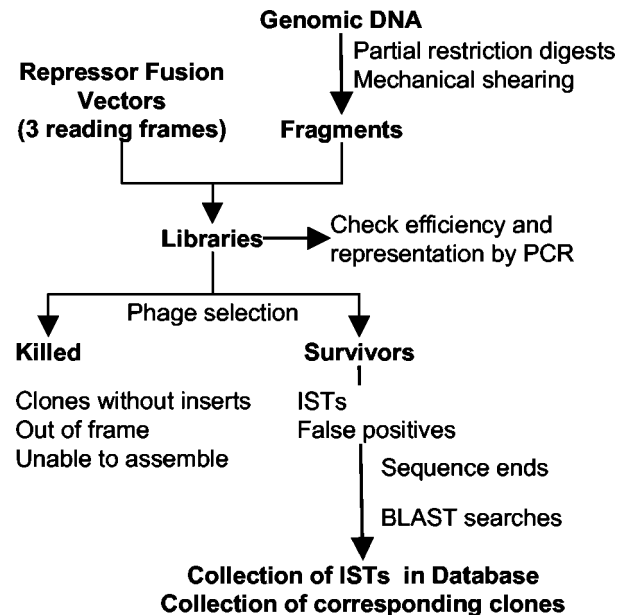 Genomic DNA
Partial restriction digests
Mechanical shearing
Repressor Fusion
Vectors
(3 reading frames)
Fragments
Libraries
Check efficiency and
representation by PCR
Phage selection
Killed
Survivors
Clones without inserts
Out of frame
Unable to assemble
ISTs
False positives
Sequence ends
BLAST searches
Collection of ISTs in Database
Collection of corresponding clones